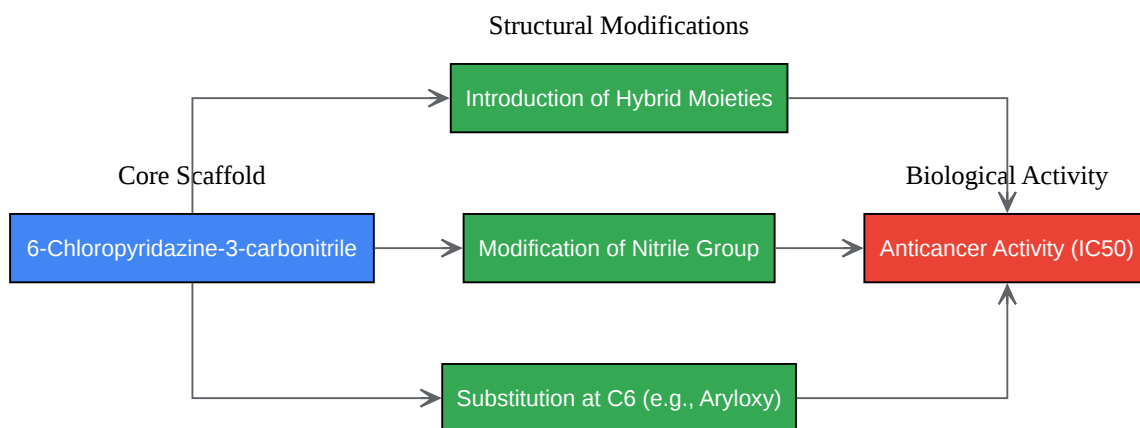 Structural Modifications
Introduction of Hybrid Moieties
Core Scaffold
Biological Activity
6-Chloropyridazine-3-carbonitrile
Modification of Nitrile Group
Anticancer Activity (IC50)
Substitution at C6 (e.g., Aryloxy)